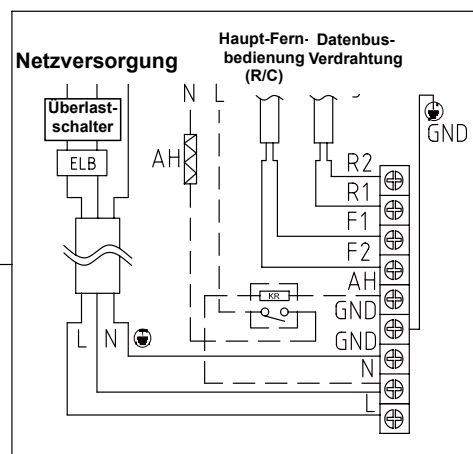 Netzversorgung
Haupt-Fern-
bedienung
(R/C)
Datenbus-
Verdrahtung
Überlast-
schalter
ELB
N L
AH
GND
R2
R1
F1
F2
AH
GND
GND
N
L
KR
L N